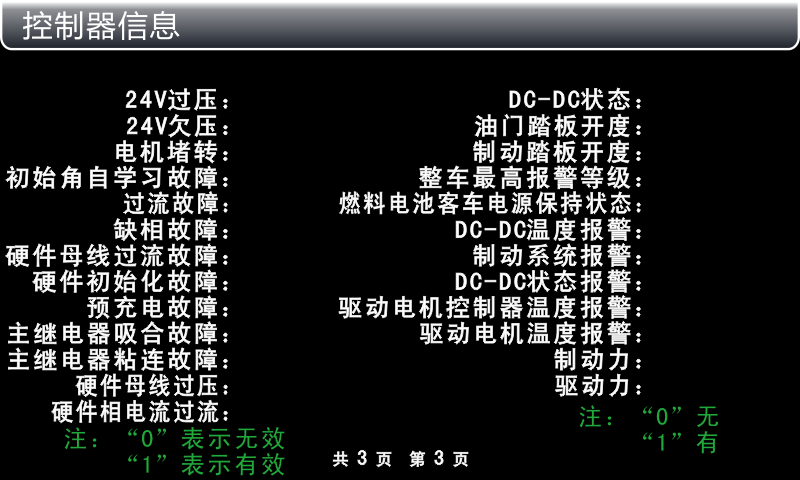 控制器信息
24V过压：
24V欠压：
电机堵转：
初始角自学习故障：
过流故障：
缺相故障：
硬件母线过流故障：
硬件初始化故障：
预充电故障：
主继电器吸合故障：
主继电器粘连故障：
硬件母线过压：
硬件相电流过流：
注：“0”表示无效
“1”表示有效
DC-DC状态：
油门踏板开度：
制动踏板开度：
整车最高报警等级：
燃料电池客车电源保持状态：
DC-DC温度报警：
制动系统报警：
DC-DC状态报警：
驱动电机控制器温度报警：
驱动电机温度报警：
制动力：
驱动力：
注：“0”无
“1”有
共 3 页 第 3 页